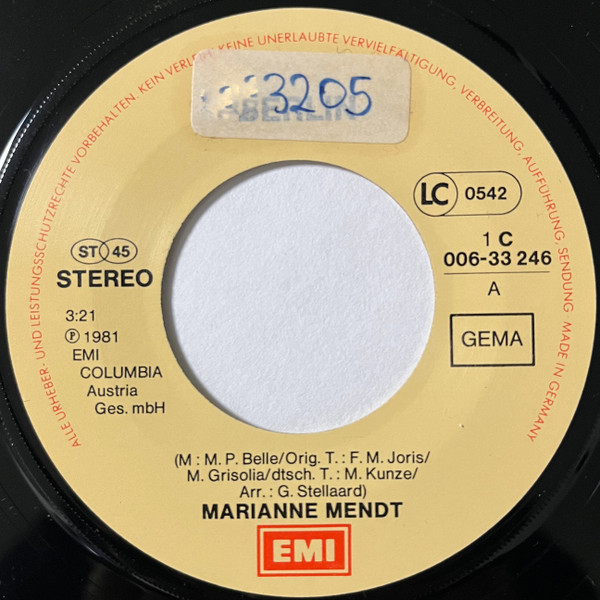 ALLE URHEBER- UND LEISTUNGSSCHUTZRECHTE VORBEHALTEN. KEIN VERLEIH KEINE UNERLAUBTE VERVIELFÄLTIGUNG, VERBREITUNG, AUFFÜHRUNG, SENDUNG MADE IN GERMANY
3205
LC 0542
ST 45
STEREO
1 C
006-33 246
A
GEMA
3:21
Ⓟ 1981
EMI
COLUMBIA
Austria
Ges. mbH
(M : M. P. Belle/Orig. T. : F. M. Joris/
M. Grisolia/dtsch. T. : M. Kunze/
Arr. : G. Stellaard)
MARIANNE MENDT
EMI